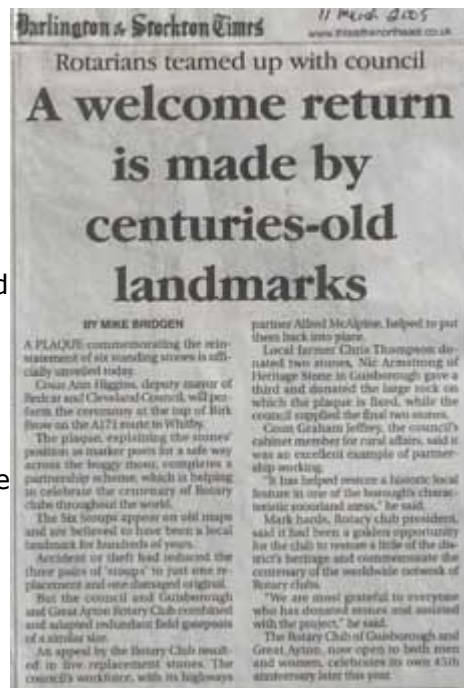 Darlington & Stockton Times
11 March 2005
Rotarians teamed up with council
A welcome return
is made by
centuries-old
landmarks
d
e
BY MIKE BRIDGEN
A PLAQUE commemorating the rein-
statement of six standing stones is offi-
cially unveiled today.
Coun Ann Higgins, deputy mayor of
Redcar and Cleveland Council, will per-
form the ceremony at the top of Birk
Brow on the A171 route to Whitby.
The plaque, explaining the stones'
position as marker posts for a safe way
across the boggy moor, completes a
partnership scheme, which is helping
to celebrate the centenary of Rotary
clubs throughout the world.
The Six Stoups appear on old maps
and are believed to have been a local
landmark for hundreds of years.
Accident or theft had reduced the
three pairs of 'stoups' to just one re-
placement and one damaged original.
But the council and Guisborough
and Great Ayton Rotary Club combined
and adapted redundant field gateposts
of a similar size.
An appeal by the Rotary Club result-
ed in five replacement stones. The
council's workforce, with its highways
partner Alfred McAlpine, helped to put
them back into place.
Local farmer Chris Thompson do-
nated two stones, Nic Armstrong of
Heritage Stone in Guisborough gave a
third and donated the large rock on
which the plaque is fixed, while the
council supplied the final two stones.
Coun Graham Jeffery, the council's
cabinet member for rural affairs, said it
was an excellent example of partner-
ship working.
"It has helped restore a historic local
feature in one of the borough's charac-
teristic moorland areas," he said.
Mark hards, Rotary club president,
said it had been a golden opportunity
for the club to restore a little of the dis-
trict's heritage and commemorate the
centenary of the worldwide network of
Rotary clubs.
"We are most grateful to everyone
who has donated stones and assisted
with the project," he said.
The Rotary Club of Guisborough and
Great Ayton, now open to both men
and women, celebrates its own 45th
anniversary later this year.